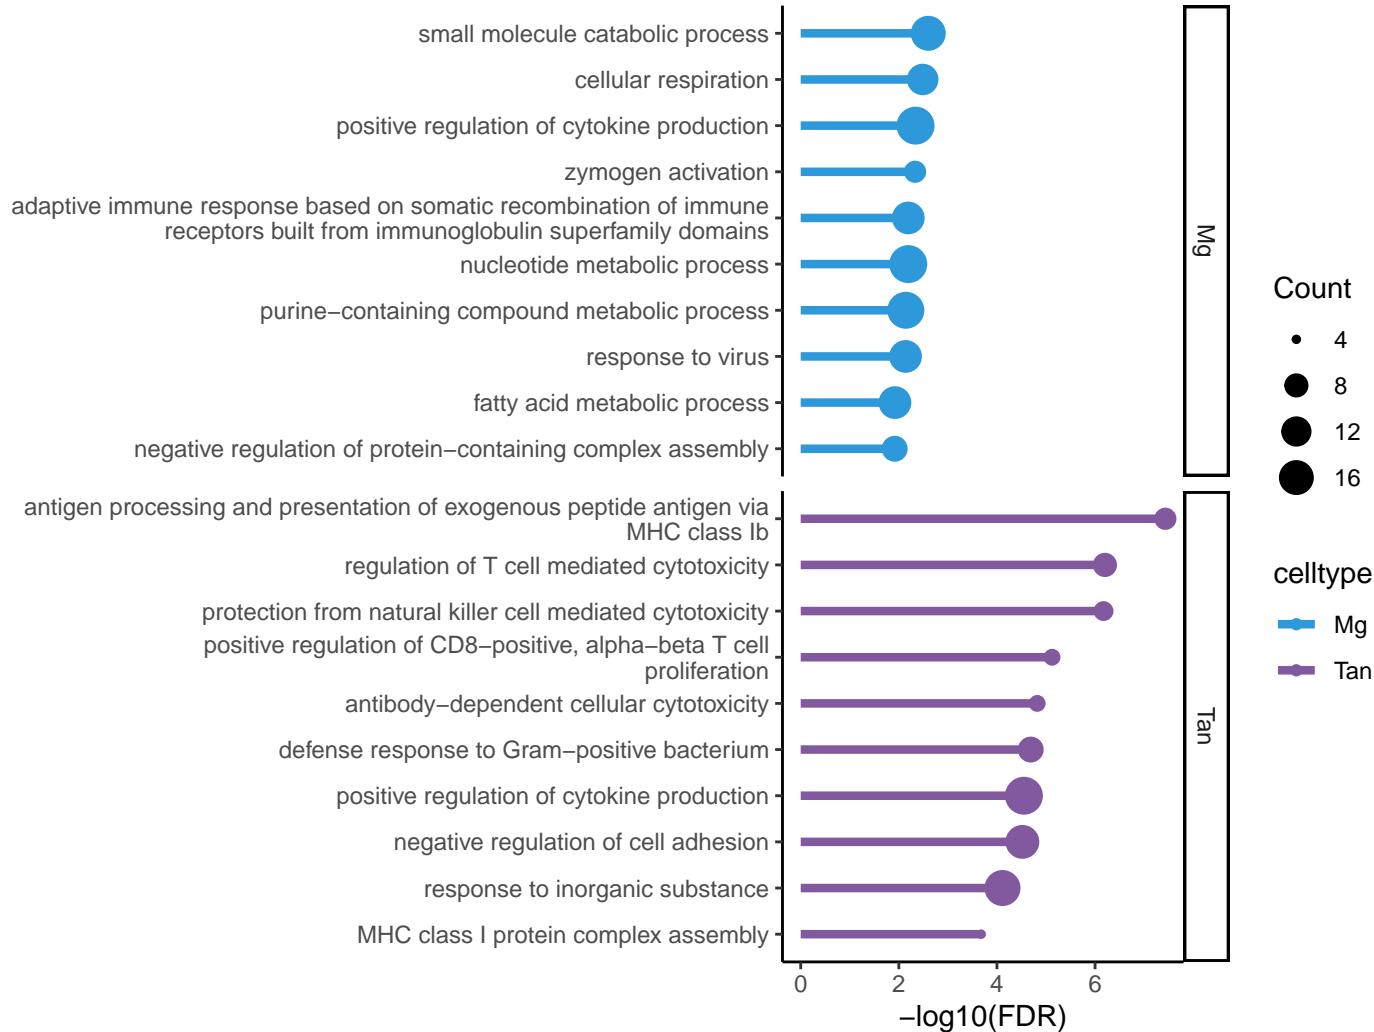 small molecule catabolic process
cellular respiration
positive regulation of cytokine production
zymogen activation
adaptive immune response based on somatic recombination of immune
receptors built from immunoglobulin superfamily domains
nucleotide metabolic process
purine−containing compound metabolic process
response to virus
fatty acid metabolic process
negative regulation of protein−containing complex assembly
Mg
antigen processing and presentation of exogenous peptide antigen via
MHC class Ib
regulation of T cell mediated cytotoxicity
protection from natural killer cell mediated cytotoxicity
positive regulation of CD8−positive, alpha−beta T cell
proliferation
antibody−dependent cellular cytotoxicity
defense response to Gram−positive bacterium
positive regulation of cytokine production
negative regulation of cell adhesion
response to inorganic substance
MHC class I protein complex assembly
Tan
0 2 4 6
−log10(FDR)
Count
4
8
12
16
celltype
Mg
Tan